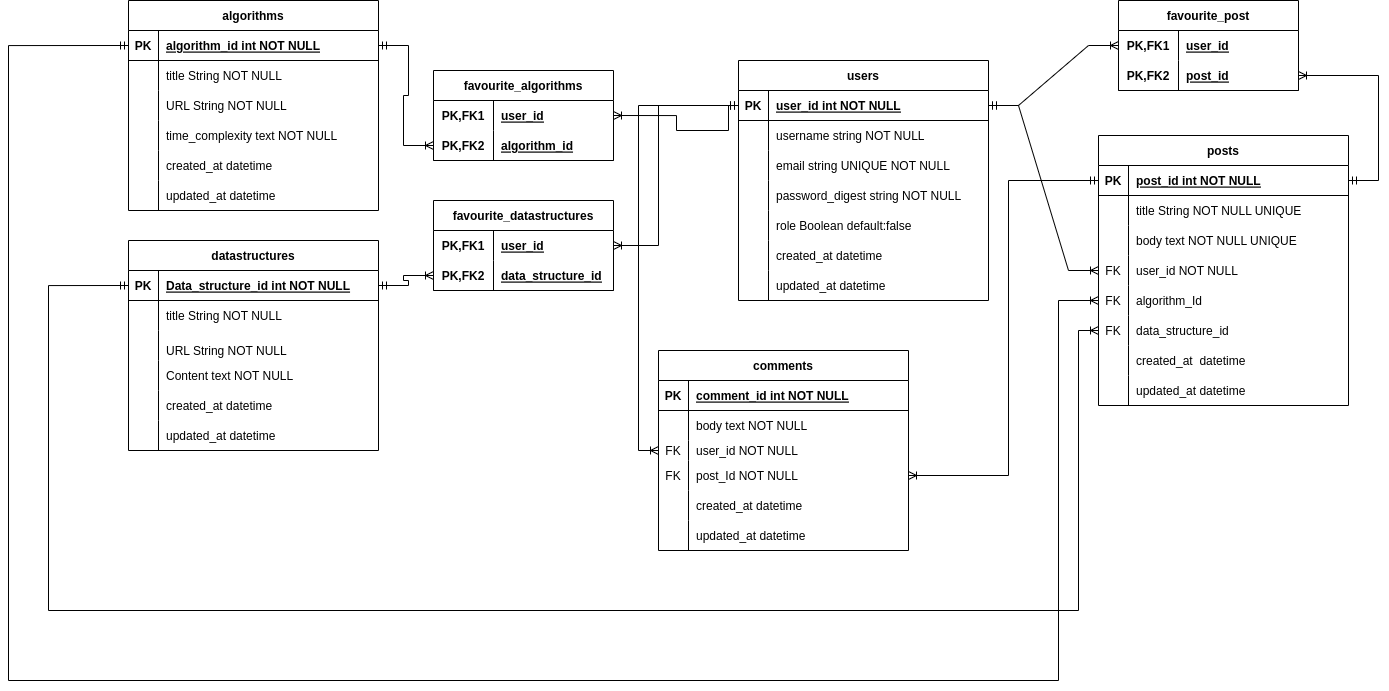 algorithms
PK algorithm_id int NOT NULL
title String NOT NULL
URL String NOT NULL
time_complexity text NOT NULL
created_at datetime
updated_at datetime
datastructures
PK Data_structure_id int NOT NULL
title String NOT NULL
URL String NOT NULL
Content text NOT NULL
created_at datetime
updated_at datetime
favourite_algorithms
PK,FK1 user_id
PK,FK2 algorithm_id
favourite_datastructures
PK,FK1 user_id
PK,FK2 data_structure_id
users
PK user_id int NOT NULL
username string NOT NULL
email string UNIQUE NOT NULL
password_digest string NOT NULL
role Boolean default:false
created_at datetime
updated_at datetime
comments
PK comment_id int NOT NULL
body text NOT NULL
FK user_id NOT NULL
FK post_Id NOT NULL
created_at datetime
updated_at datetime
favourite_post
PK,FK1 user_id
PK,FK2 post_id
posts
PK post_id int NOT NULL
title String NOT NULL UNIQUE
body text NOT NULL UNIQUE
FK user_id NOT NULL
FK algorithm_Id
FK data_structure_id
created_at datetime
updated_at datetime